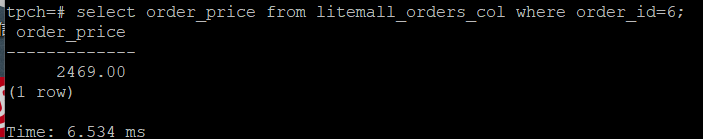 tpch=# select order_price from litemall_orders_col where order_id=6;
 order_price
-------------
     2469.00
(1 row)

Time: 6.534 ms